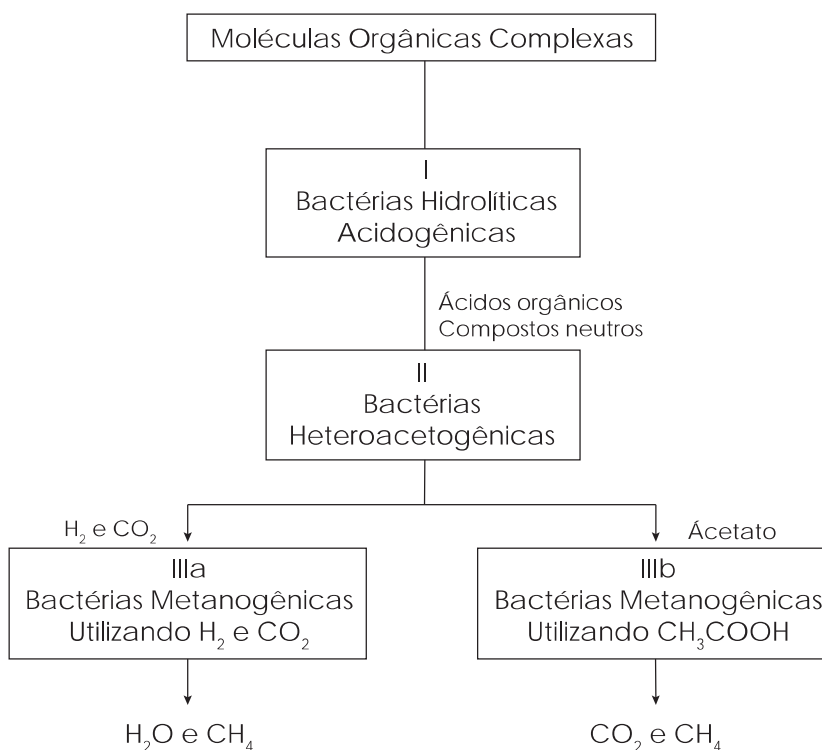 Moléculas Orgânicas Complexas
I
Bactérias Hidrolíticas
Acidogênicas
Ácidos orgânicos
Compostos neutros
II
Bactérias
Heteroacetogênicas
H₂ e CO₂
Ácetato
IIIa
Bactérias Metanogênicas
Utilizando H₂ e CO₂
IIIb
Bactérias Metanogênicas
Utilizando CH₃COOH
H₂O e CH₄
CO₂ e CH₄